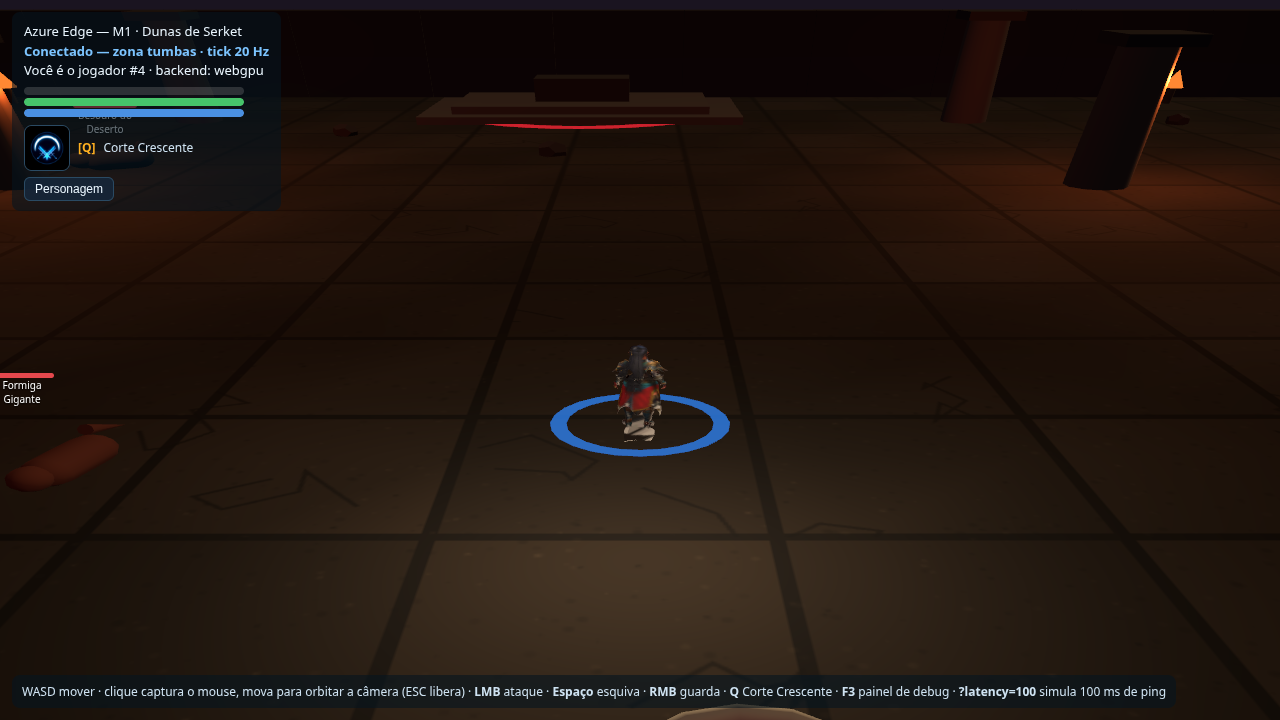 Azure Edge — M1 · Dunas de Serket
Conectado — zona tumbas · tick 20 Hz
Você é o jogador #4 · backend: webgpu
Besouro do
Deserto
[Q] Corte Crescente
Personagem
Formiga
Gigante
WASD mover · clique captura o mouse, mova para orbitar a câmera (ESC libera) · LMB ataque · Espaço esquiva · RMB guarda · Q Corte Crescente · F3 painel de debug · ?latency=100 simula 100 ms de ping